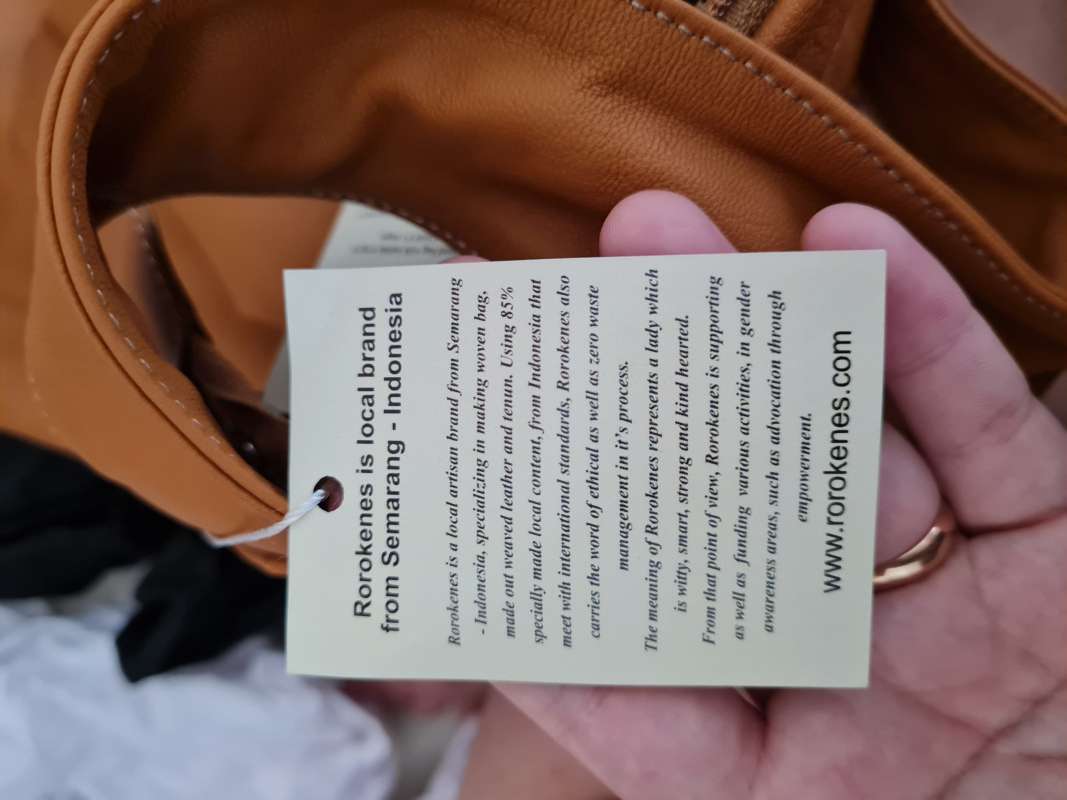 Rorokenes is local brand
from Semarang - Indonesia
Rorokenes is a local artisan brand from Semarang
- Indonesia, specializing in making woven bag,
made out weaved leather and tenun. Using 85%
specially made local content, from Indonesia that
meet with international standards, Rorokenes also
carries the word of ethical as well as zero waste
management in it's process.
The meaning of Rorokenes represents a lady which
is witty, smart, strong and kind hearted.
From that point of view, Rorokenes is supporting
as well as funding various activities, in gender
awareness areas, such as advocation through
empowerment.
www.rorokenes.com